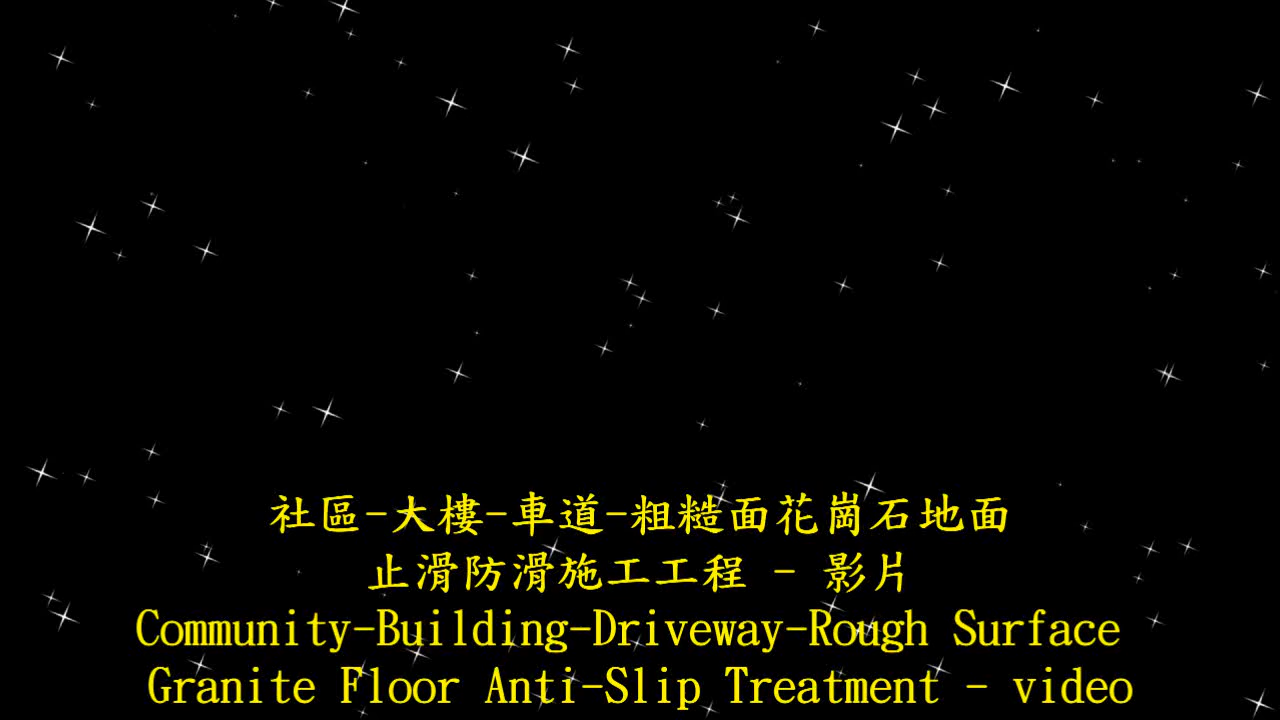 社區-大樓-車道-粗糙面花崗石地面
止滑防滑施工工程 - 影片
Community-Building-Driveway-Rough Surface
Granite Floor Anti-Slip Treatment - video